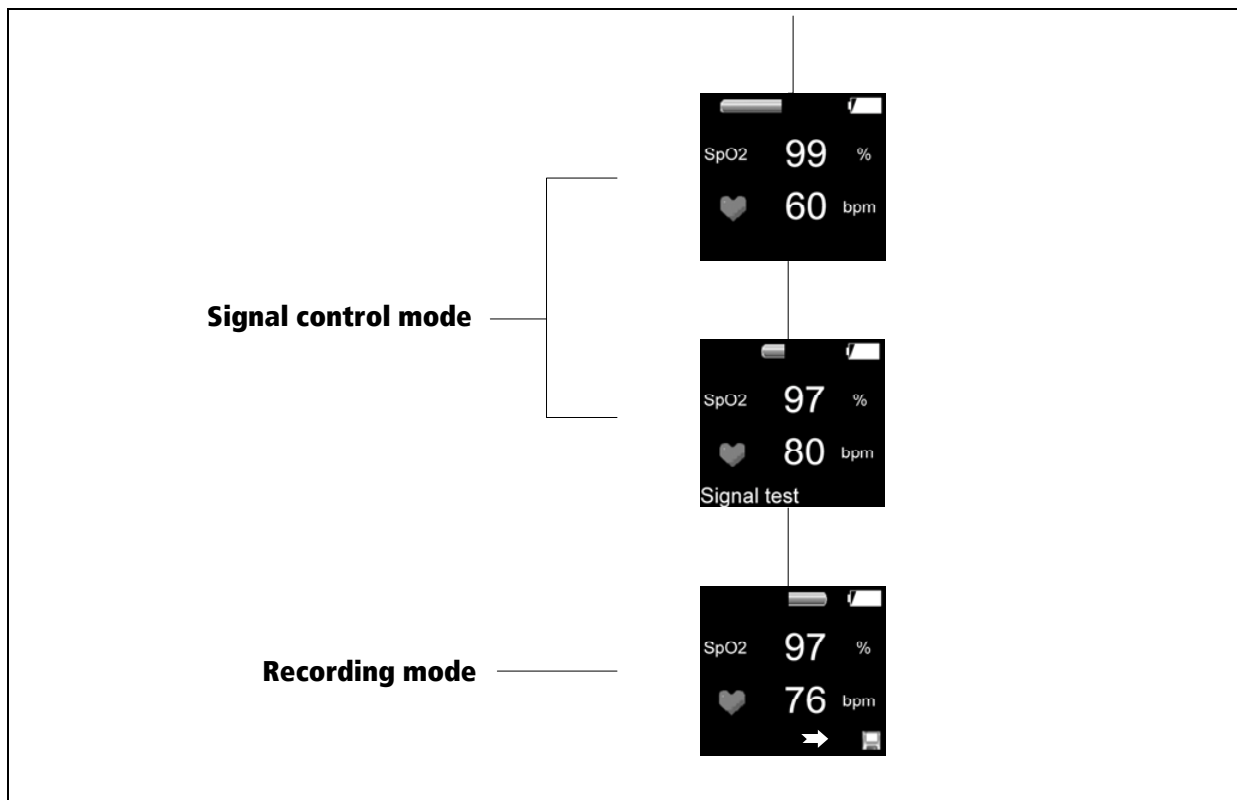 SpO2 99 %
60 bpm
Signal control mode
SpO2 97 %
80 bpm
Signal test
SpO2 97 %
Recording mode
76 bpm